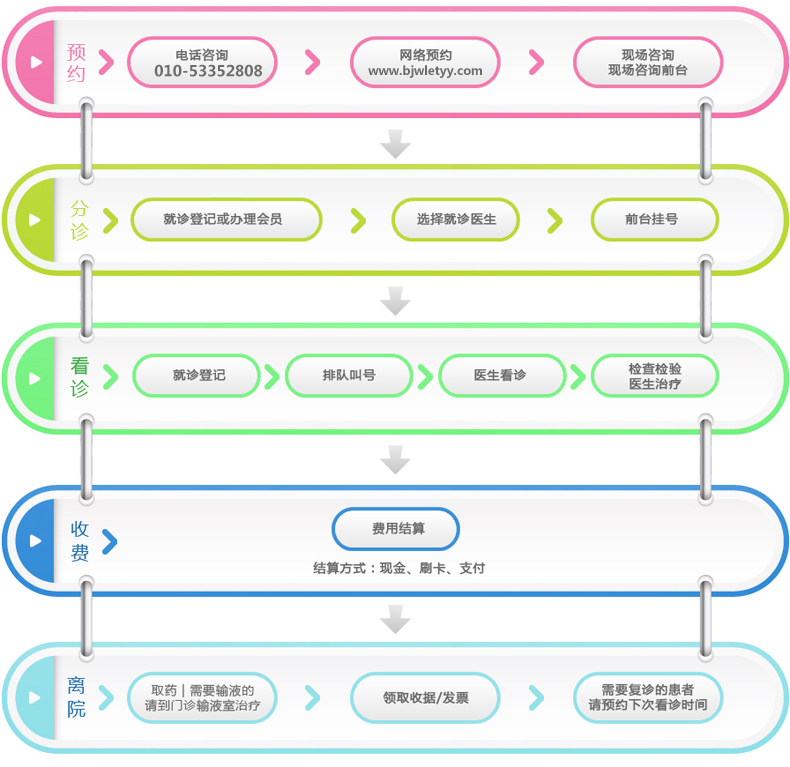 预约
电话咨询
010-53352808
网络预约
www.bjwletyy.com
现场咨询
现场咨询前台
分诊
就诊登记或办理会员
选择就诊医生
前台挂号
看诊
就诊登记
排队叫号
医生看诊
检查检验
医生治疗
收费
费用结算
结算方式：现金、刷卡、支付
离院
取药 | 需要输液的
请到门诊输液室治疗
领取收据/发票
需要复诊的患者
请预约下次看诊时间